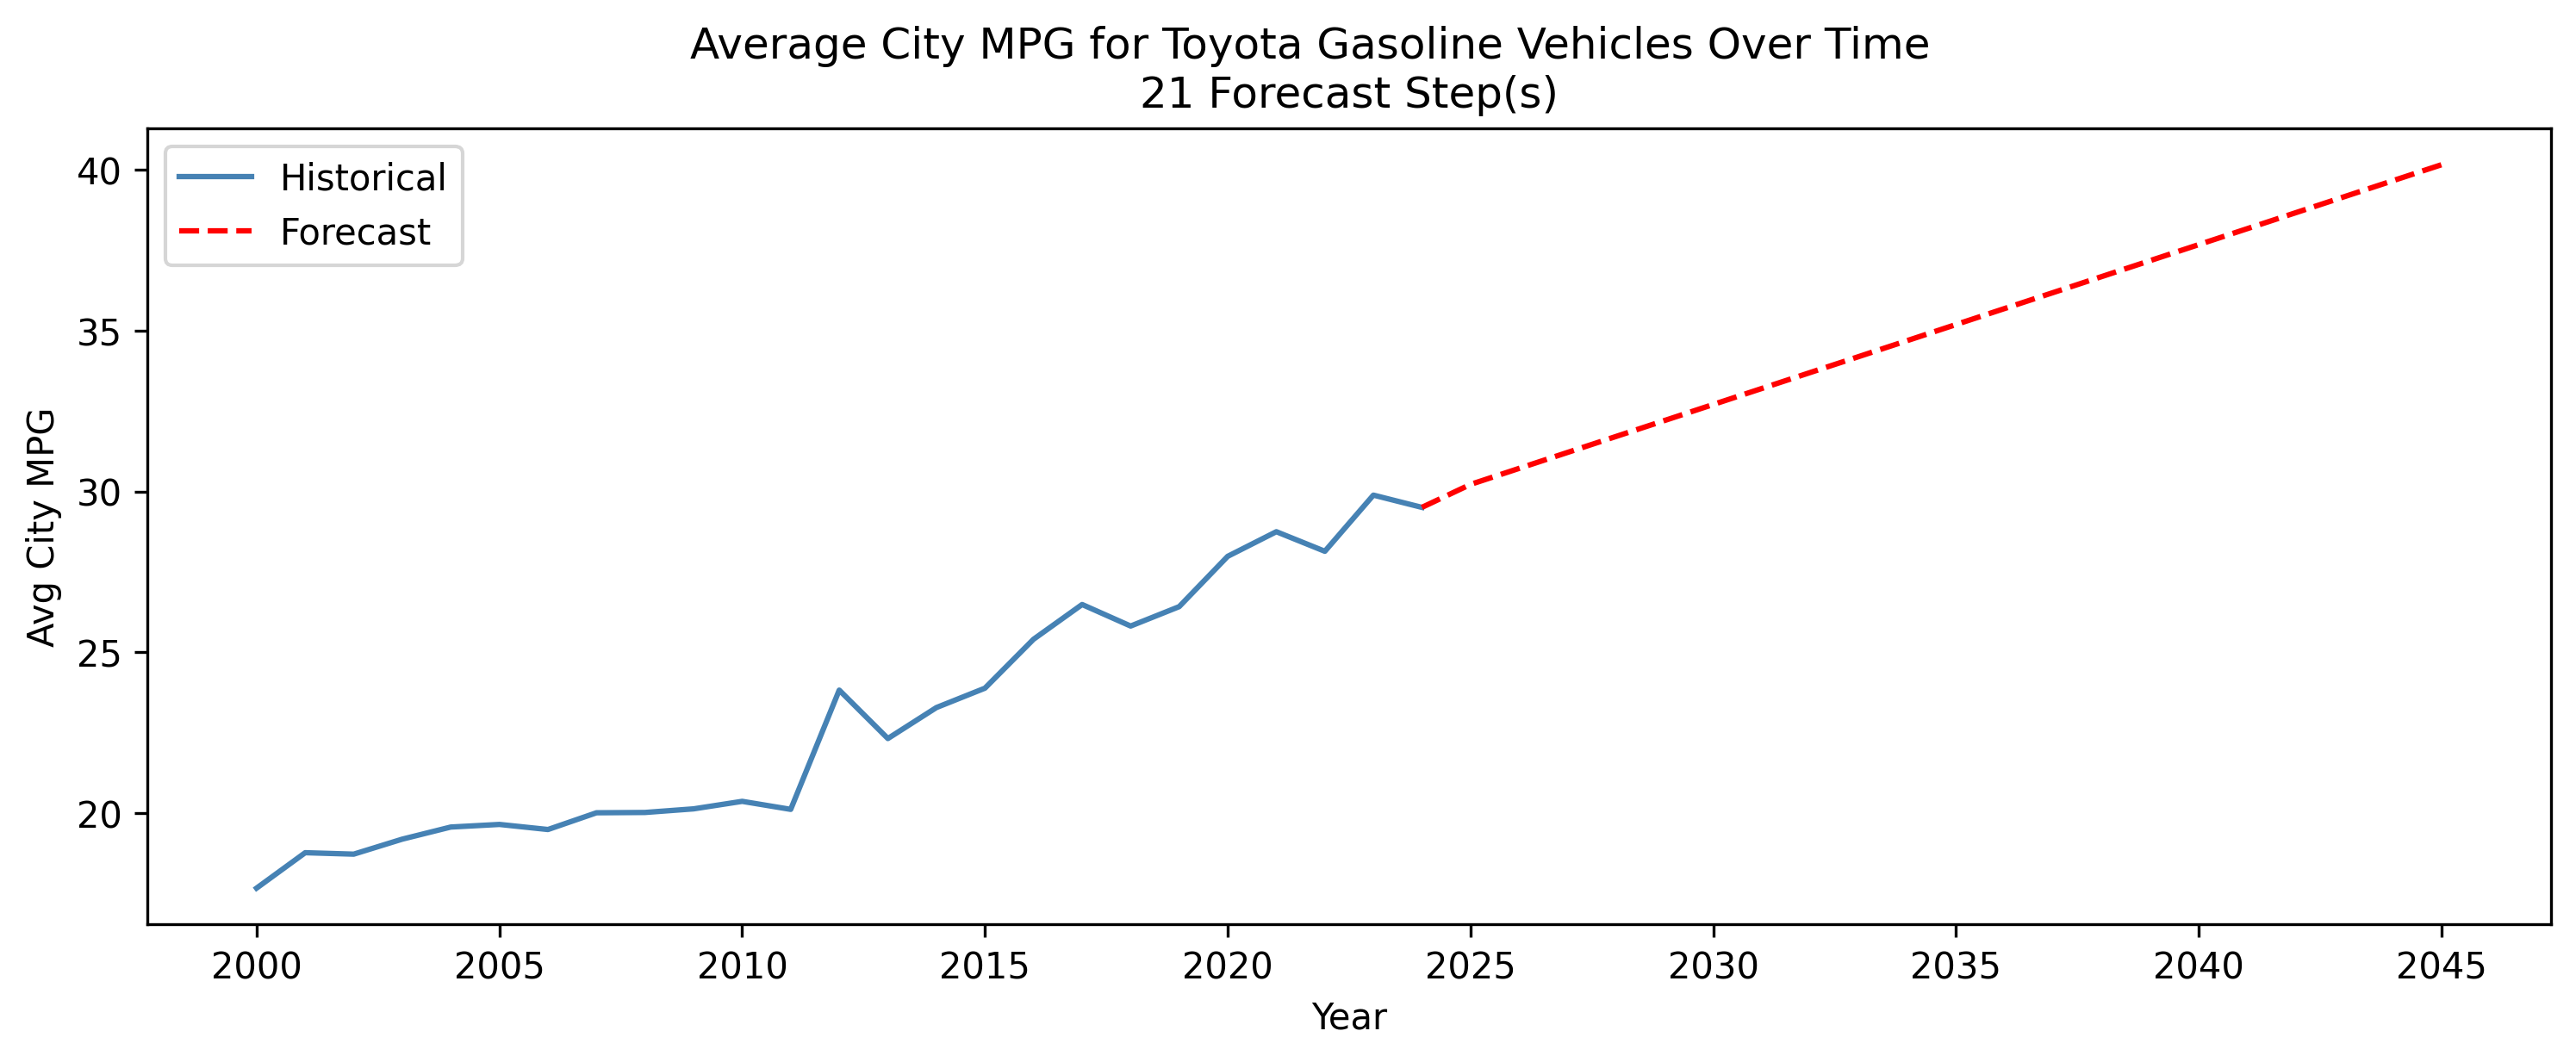 Average City MPG for Toyota Gasoline Vehicles Over Time
21 Forecast Step(s)
Historical
Forecast
40
35
30
25
20
Avg City MPG
2000 2005 2010 2015 2020 2025 2030 2035 2040 2045
Year